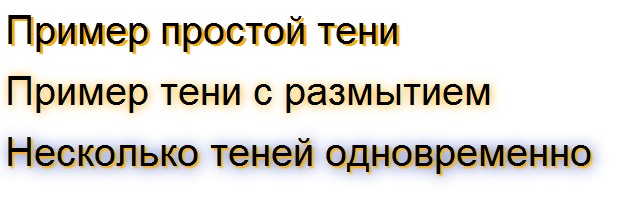 Пример простой тени
Пример тени с размытием
Несколько теней одновременно